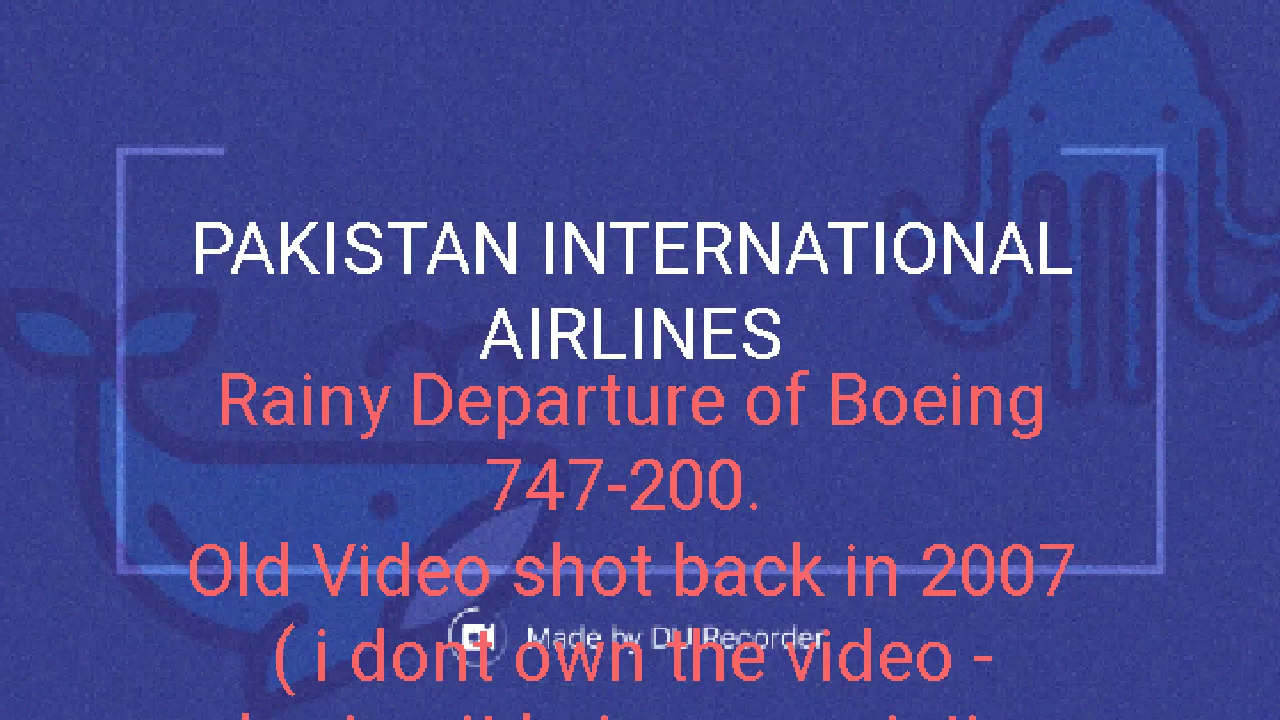 PAKISTAN INTERNATIONAL
AIRLINES
Rainy Departure of Boeing
747-200.
Old Video shot back in 2007
( i dont own the video -
Made by DU Recorder